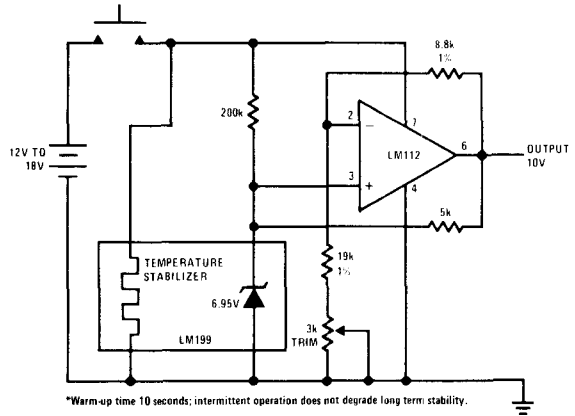 8.8k
1%
200k
2
7
12V TO
18V
LM112
6
OUTPUT
10V
3
4
5k
TEMPERATURE
STABILIZER
19k
1%
6.95V
3k
TRIM
LM199
*Warm-up time 10 seconds; intermittent operation does not degrade long term stability.